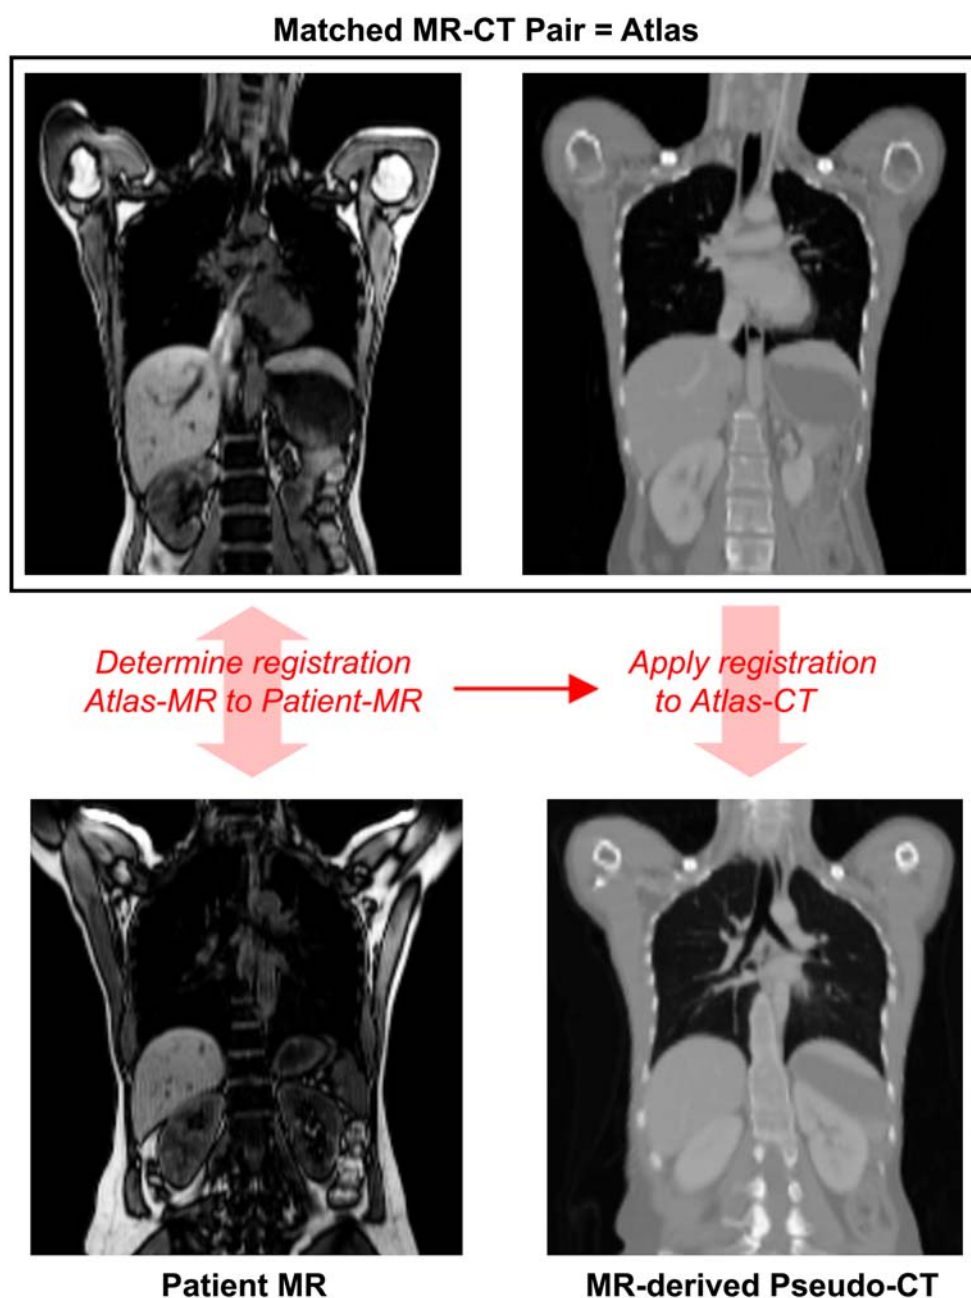 Matched MR-CT Pair = Atlas
Determine registration
Atlas-MR to Patient-MR
Apply registration
to Atlas-CT
Patient MR
MR-derived Pseudo-CT